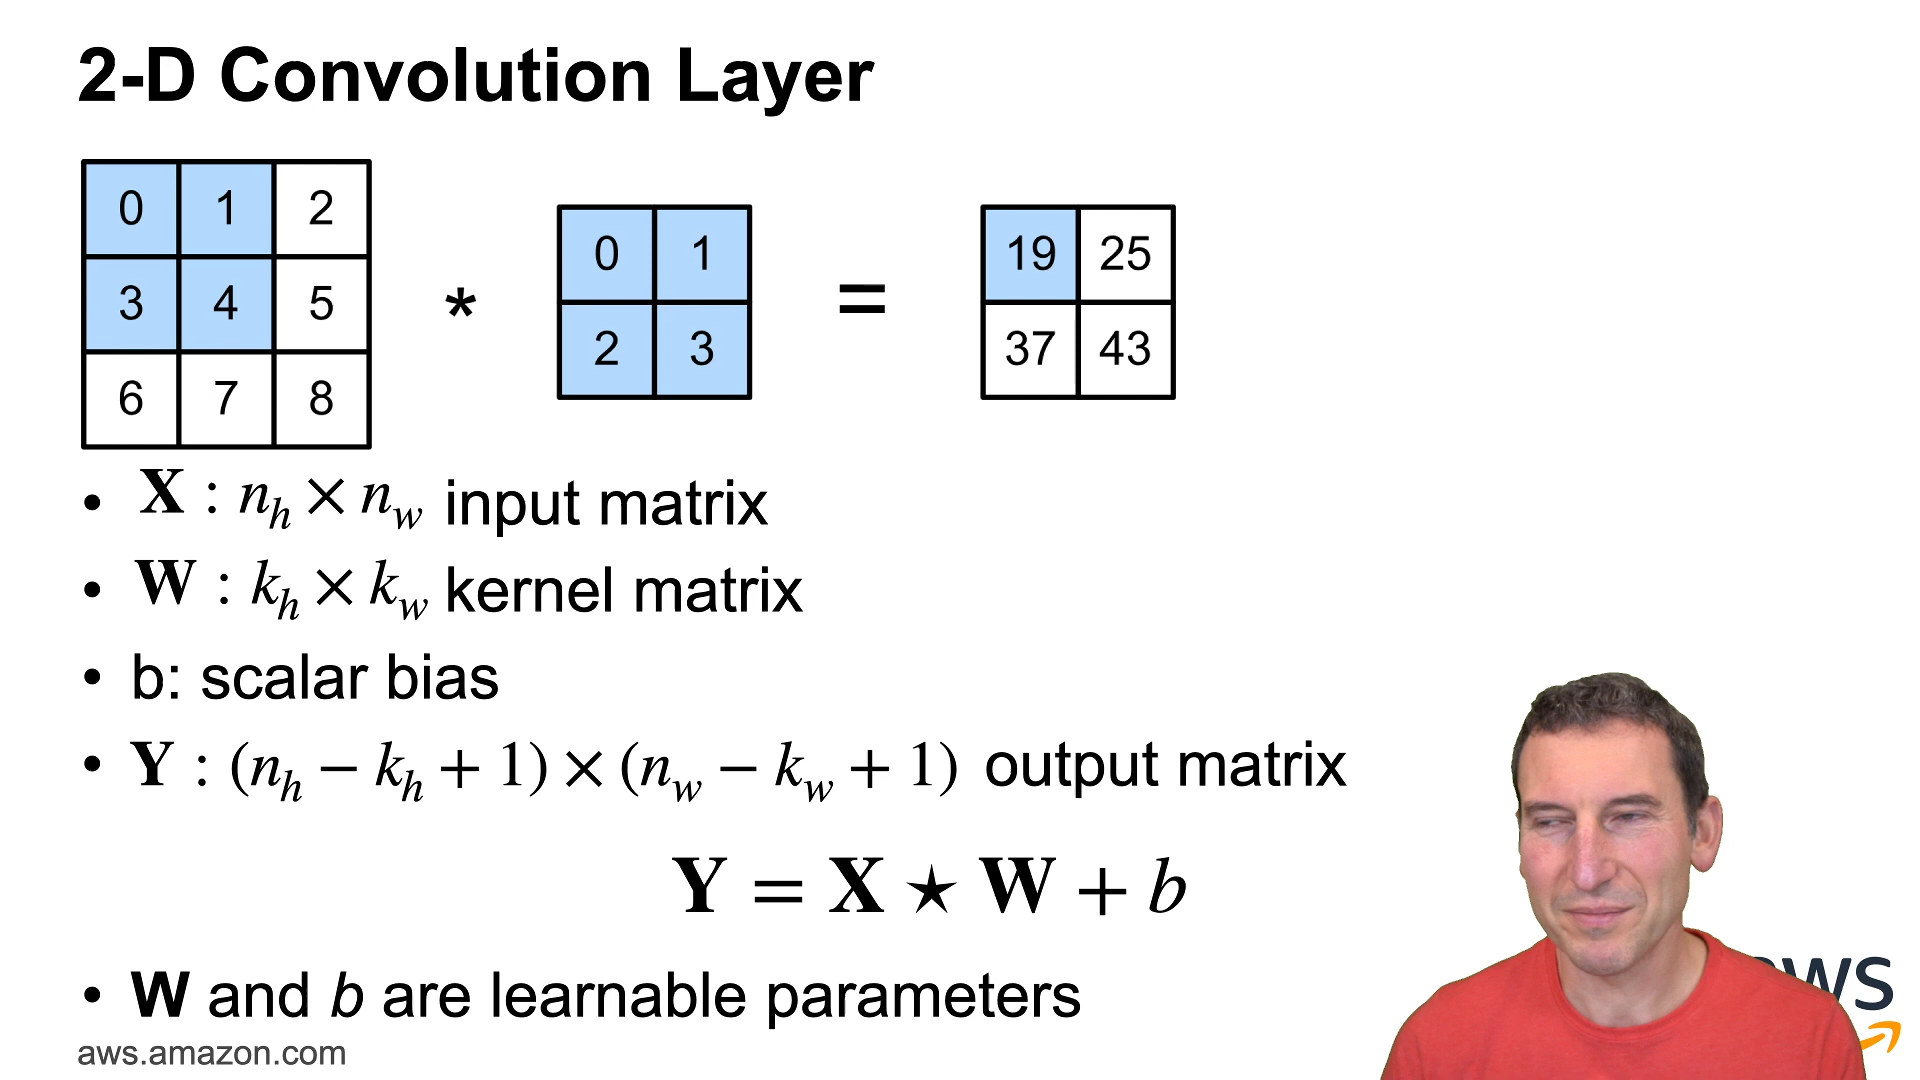 2-D Convolution Layer
0 1 2
3 4 5
6 7 8
*
0 1
2 3
=
19 25
37 43
• X : n_h × n_w input matrix
• W : k_h × k_w kernel matrix
• b: scalar bias
• Y : (n_h − k_h + 1) × (n_w − k_w + 1) output matrix
Y = X ★ W + b
• W and b are learnable parameters
aws.amazon.com
aws